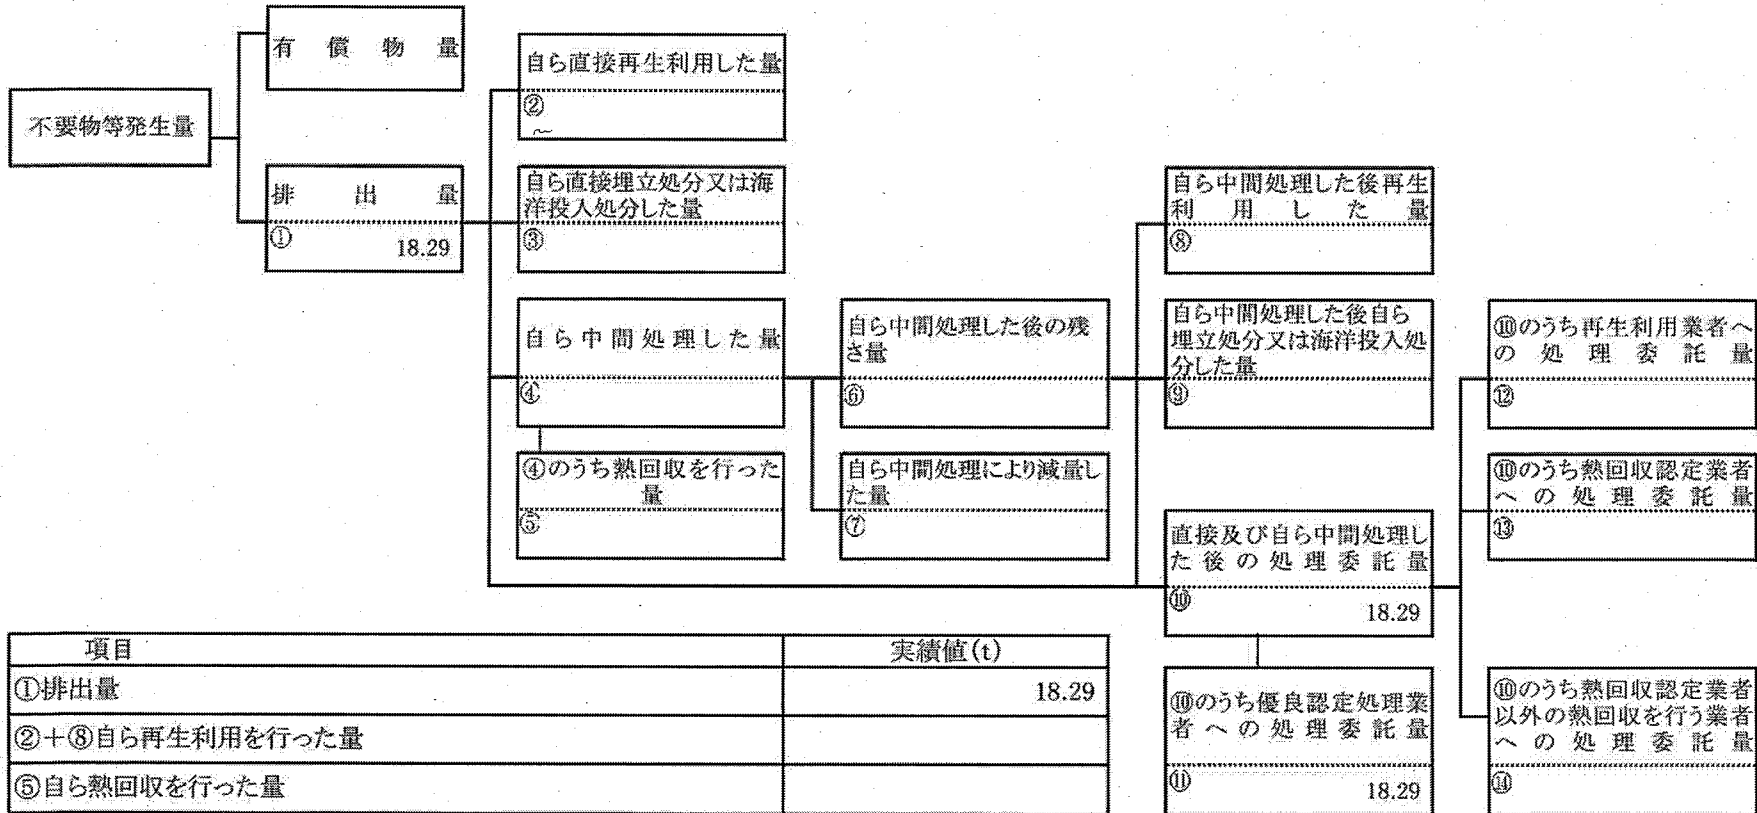 不要物等発生量
有償物量
排出量
① 18.29
自ら直接再生利用した量
②
～
自ら直接埋立処分又は海
洋投入処分した量
③
自ら中間処理した量
④
④のうち熱回収を行った
量
⑤
自ら中間処理した後の残
さ量
⑥
自ら中間処理により減量し
た量
⑦
自ら中間処理した後再生
利用した量
⑧
自ら中間処理した後自ら
埋立処分又は海洋投入処
分した量
⑨
直接及び自ら中間処理し
た後の処理委託量
⑩ 18.29
⑩のうち優良認定処理業
者への処理委託量
⑪ 18.29
⑩のうち再生利用業者へ
の処理委託量
⑫
⑩のうち熱回収認定業者
への処理委託量
⑬
⑩のうち熱回収認定業者
以外の熱回収を行う業者
への処理委託量
⑭
項目 実績値(t)
①排出量 18.29
②+⑧自ら再生利用を行った量
⑤自ら熱回収を行った量